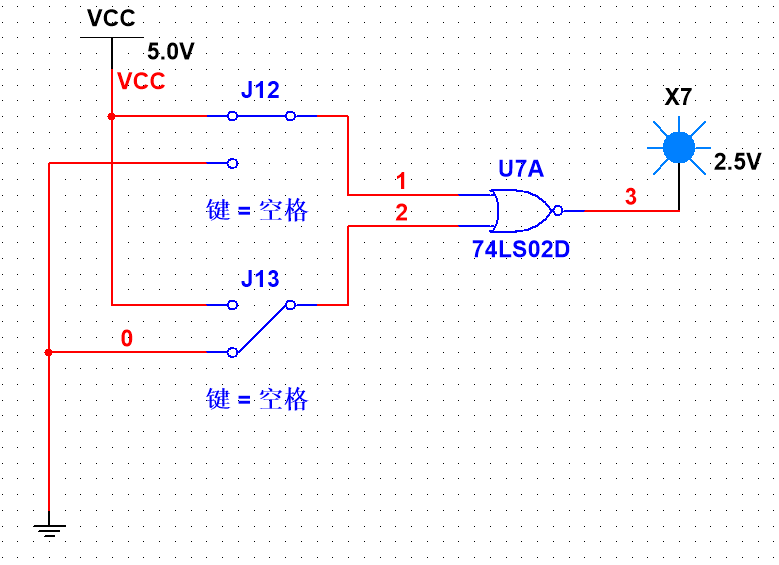 VCC
5.0V
VCC
J12
键 = 空格
X7
2.5V
U7A
1
2
3
74LS02D
J13
0
键 = 空格